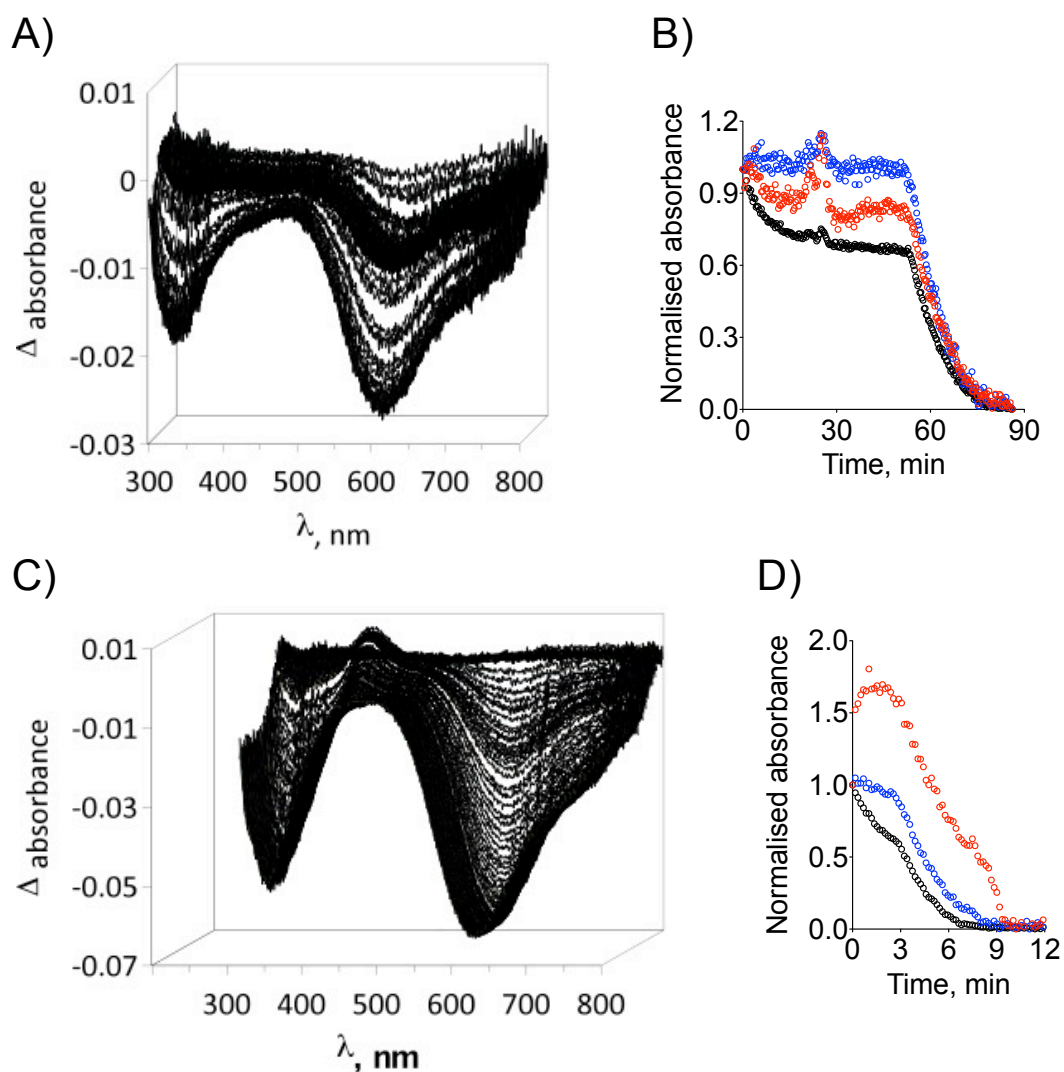 A)
0.01
0
-0.01
-0.02
-0.03
Δ absorbance
300 400 500 600 700 800
λ, nm
B)
1.2
0.9
0.6
0.3
0.0
Normalised absorbance
0 30 60 90
Time, min
C)
0.01
-0.01
-0.03
-0.05
-0.07
Δ absorbance
300 400 500 600 700 800
λ, nm
D)
2.0
1.5
1.0
0.5
0.0
Normalised absorbance
0 3 6 9 12
Time, min